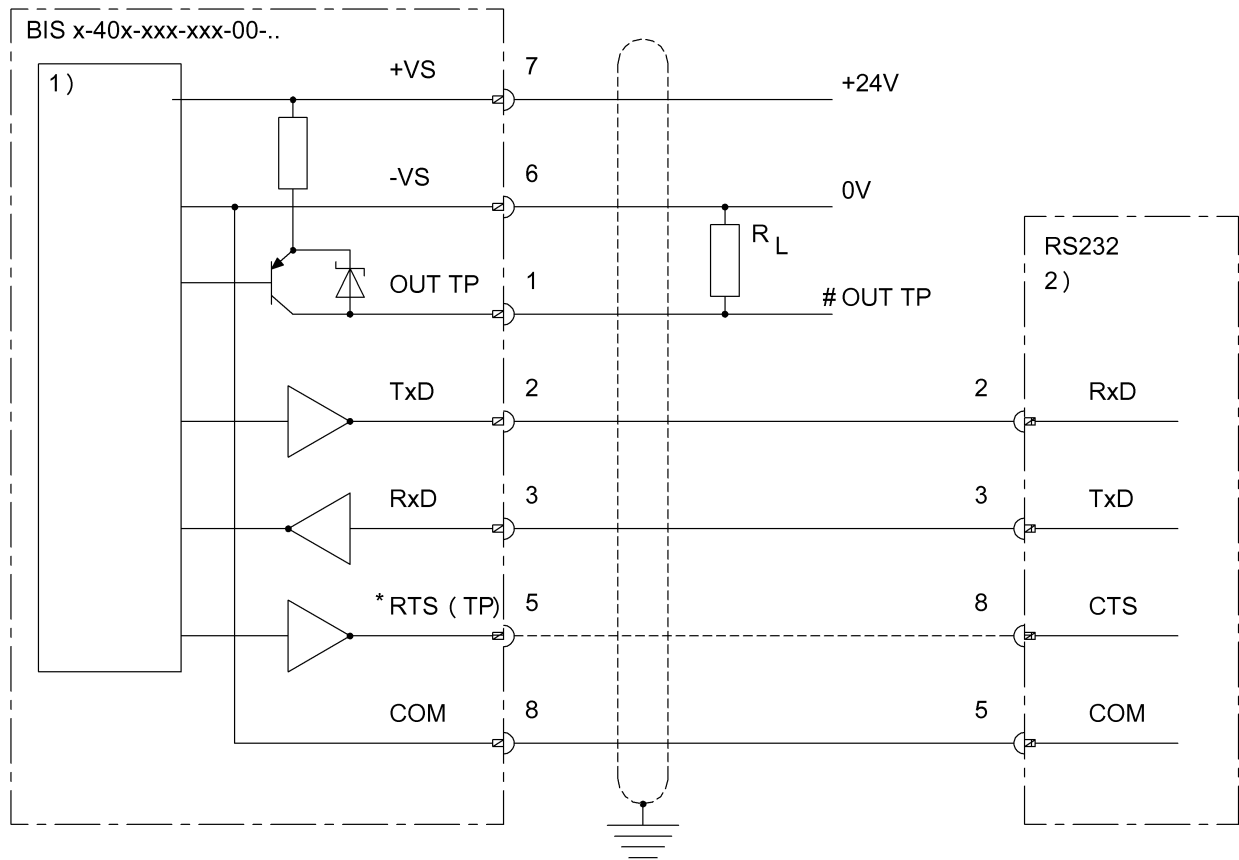 BIS x-40x-xxx-xxx-00-..
1)
+VS
7
+24V
-VS
6
0V
R L
RS232
2)
OUT TP
1
# OUT TP
TxD
2
2
RxD
RxD
3
3
TxD
*RTS ( TP)
5
8
CTS
COM
8
5
COM